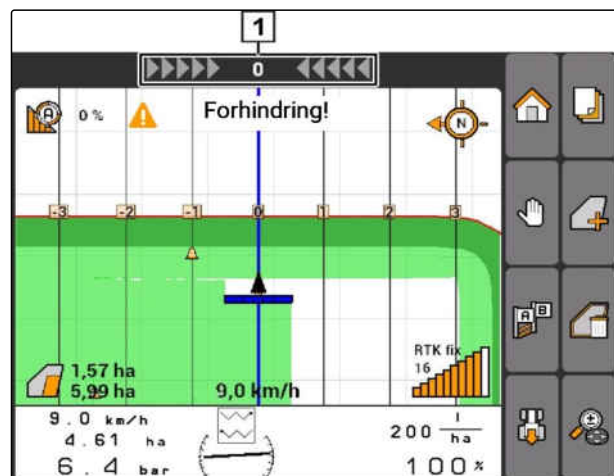 1
0
0 %
Forhindring!
N
-3 -2 -1 0 1 2 3
A B
1,57 ha
5,99 ha
9,0 km/h
RTK fix
16
9.0 km/h
4.61 ha
6.4 bar
200 l/ha
100 %